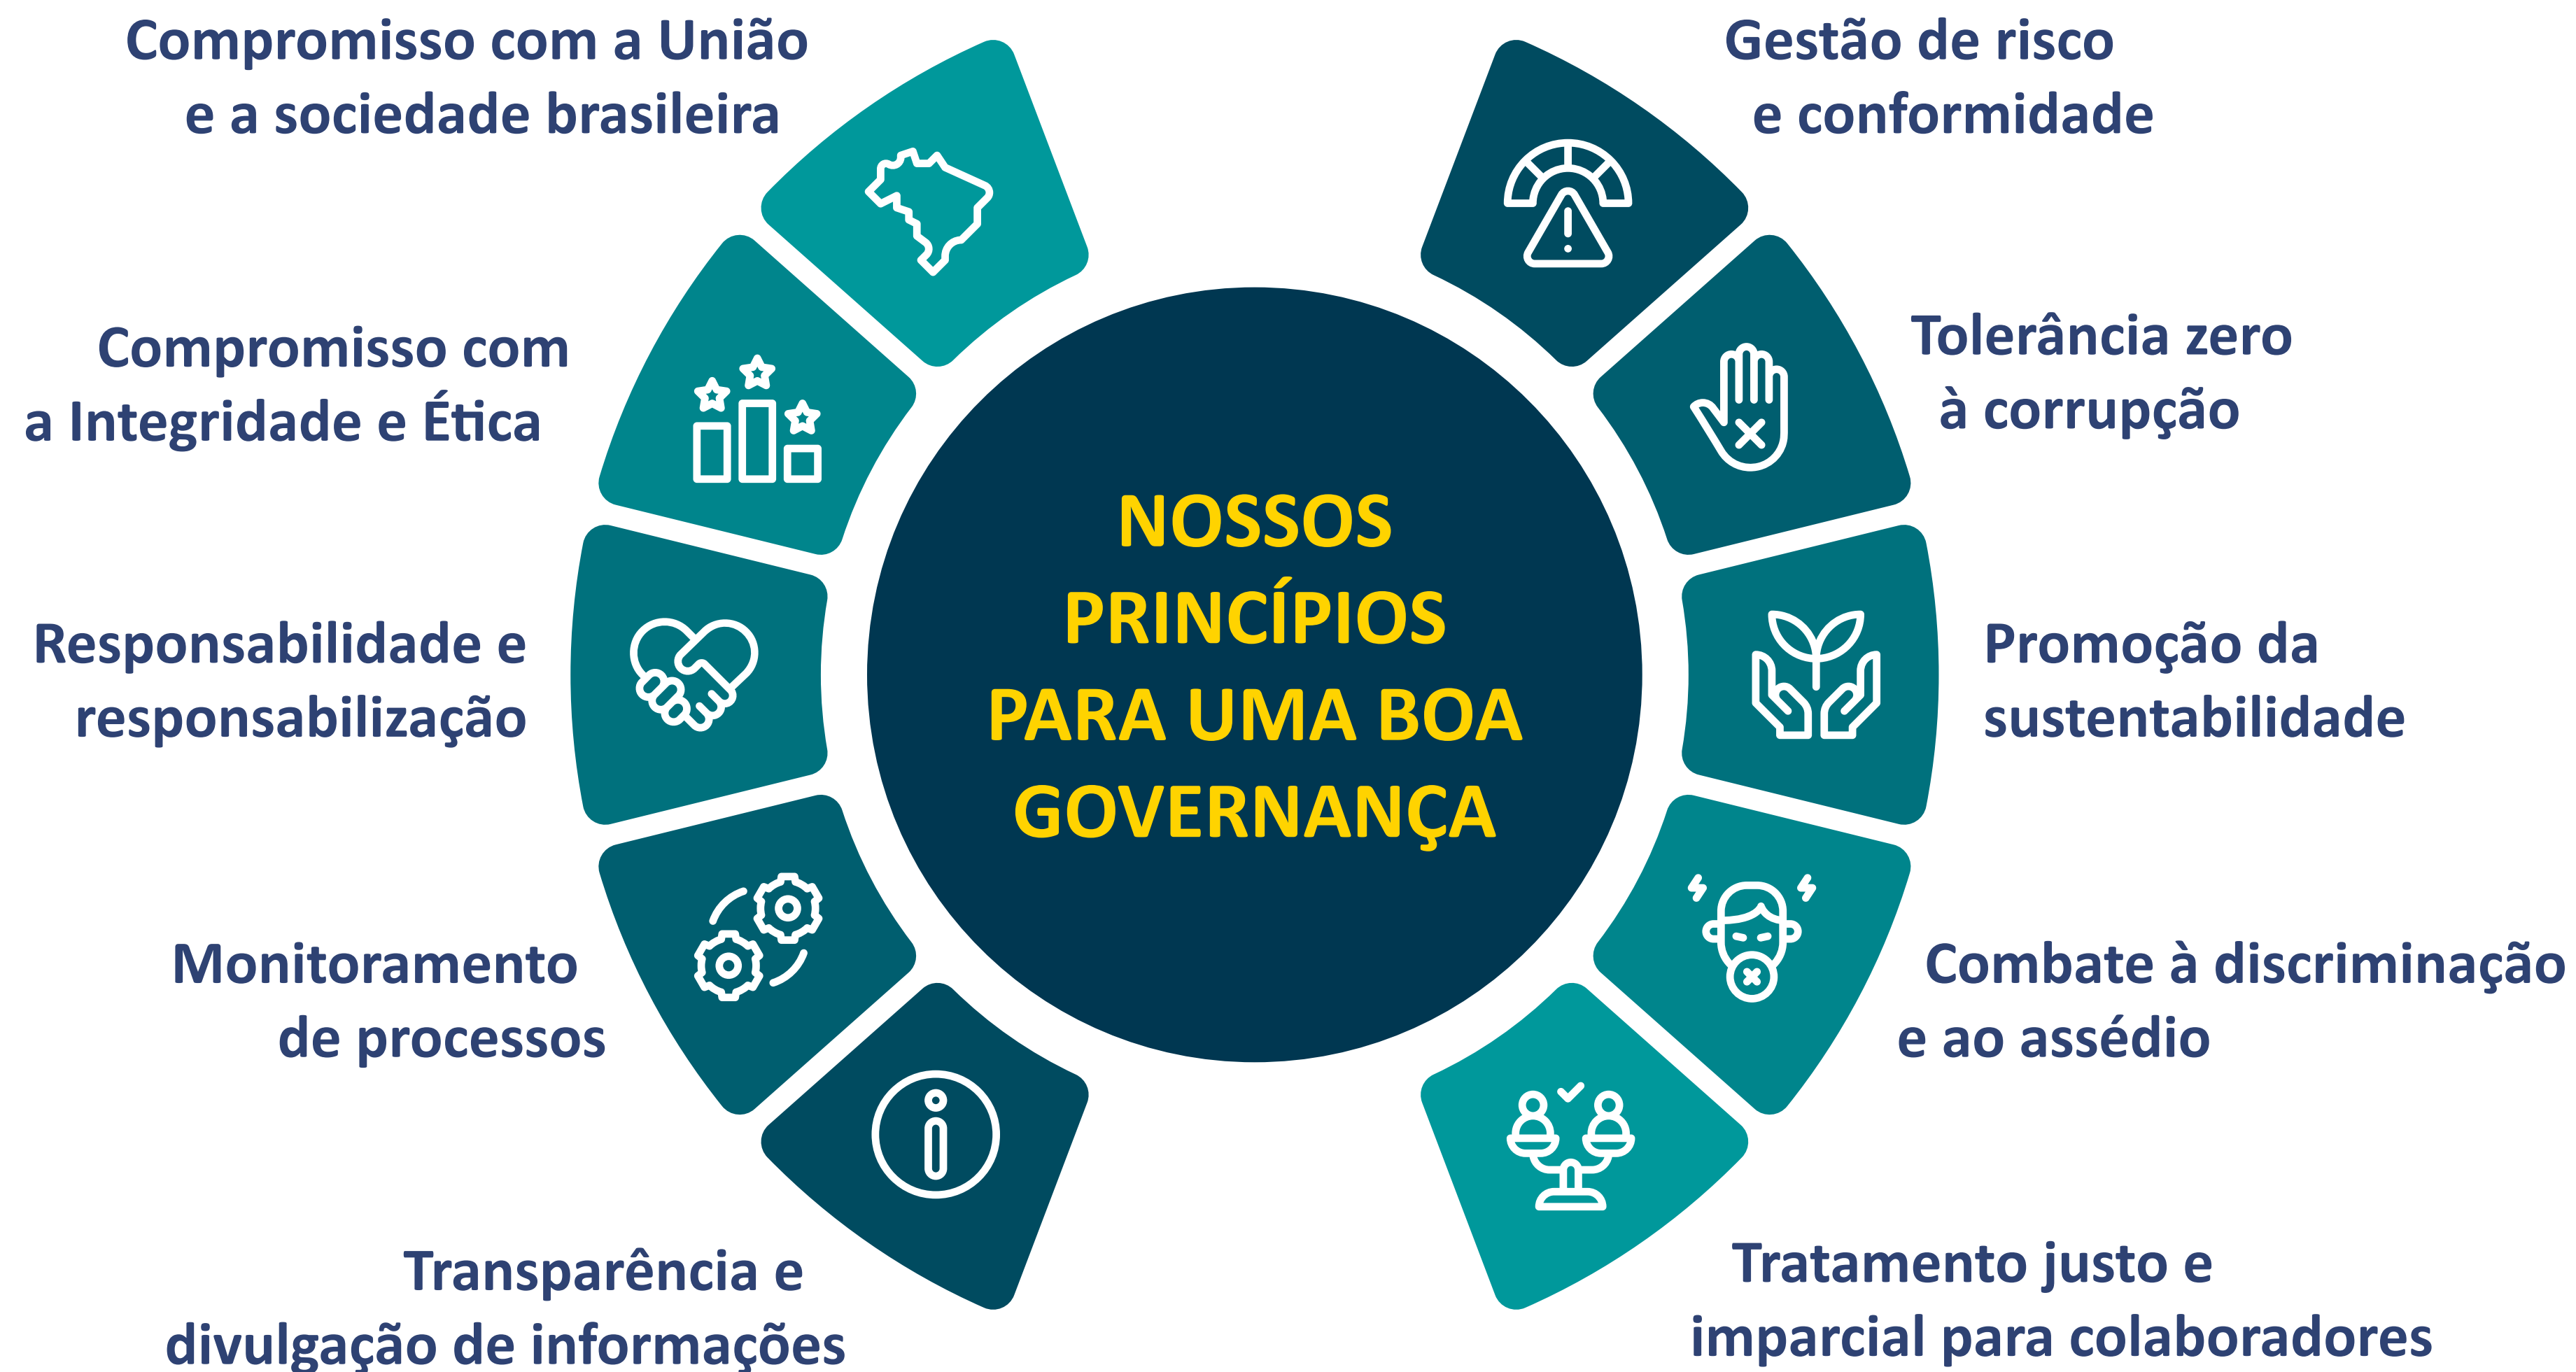 Compromisso com a União
e a sociedade brasileira
Compromisso com
a Integridade e Ética
Responsabilidade e
responsabilização
Monitoramento
de processos
Transparência e
divulgação de informações
NOSSOS
PRINCÍPIOS
PARA UMA BOA
GOVERNANÇA
Gestão de risco
e conformidade
Tolerância zero
à corrupção
Promoção da
sustentabilidade
Combate à discriminação
e ao assédio
Tratamento justo e
imparcial para colaboradores